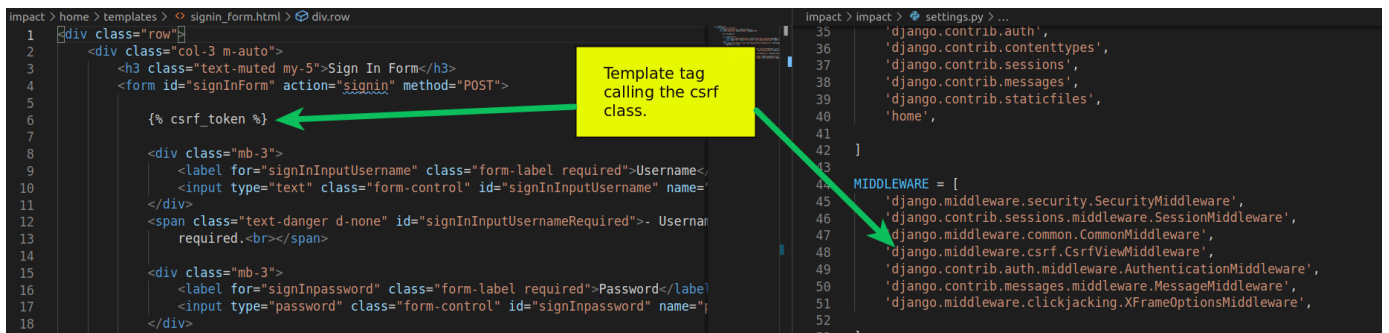 impact > home > templates > <> signin_form.html > div.row
1 <div class="row">
2 <div class="col-3 m-auto">
3 <h3 class="text-muted my-5">Sign In Form</h3>
4 <form id="signInForm" action="signin" method="POST">
5
6 {% csrf_token %}
7
8 <div class="mb-3">
9 <label for="signInInputUsername" class="form-label required">Username</
10 <input type="text" class="form-control" id="signInInputUsername" name="
11 </div>
12 <span class="text-danger d-none" id="signInInputUsernameRequired">- Usernam
13 required.<br></span>
14
15 <div class="mb-3">
16 <label for="signInpassword" class="form-label required">Password</label
17 <input type="password" class="form-control" id="signInpassword" name="p
18 </div>
Template tag
calling the csrf
class.
impact > impact > settings.py > ...
35 'django.contrib.auth',
36 'django.contrib.contenttypes',
37 'django.contrib.sessions',
38 'django.contrib.messages',
39 'django.contrib.staticfiles',
40 'home',
41
42 ]
43
44 MIDDLEWARE = [
45 'django.middleware.security.SecurityMiddleware',
46 'django.contrib.sessions.middleware.SessionMiddleware',
47 'django.middleware.common.CommonMiddleware',
48 'django.middleware.csrf.CsrfViewMiddleware',
49 'django.contrib.auth.middleware.AuthenticationMiddleware',
50 'django.contrib.messages.middleware.MessageMiddleware',
51 'django.middleware.clickjacking.XFrameOptionsMiddleware',
52